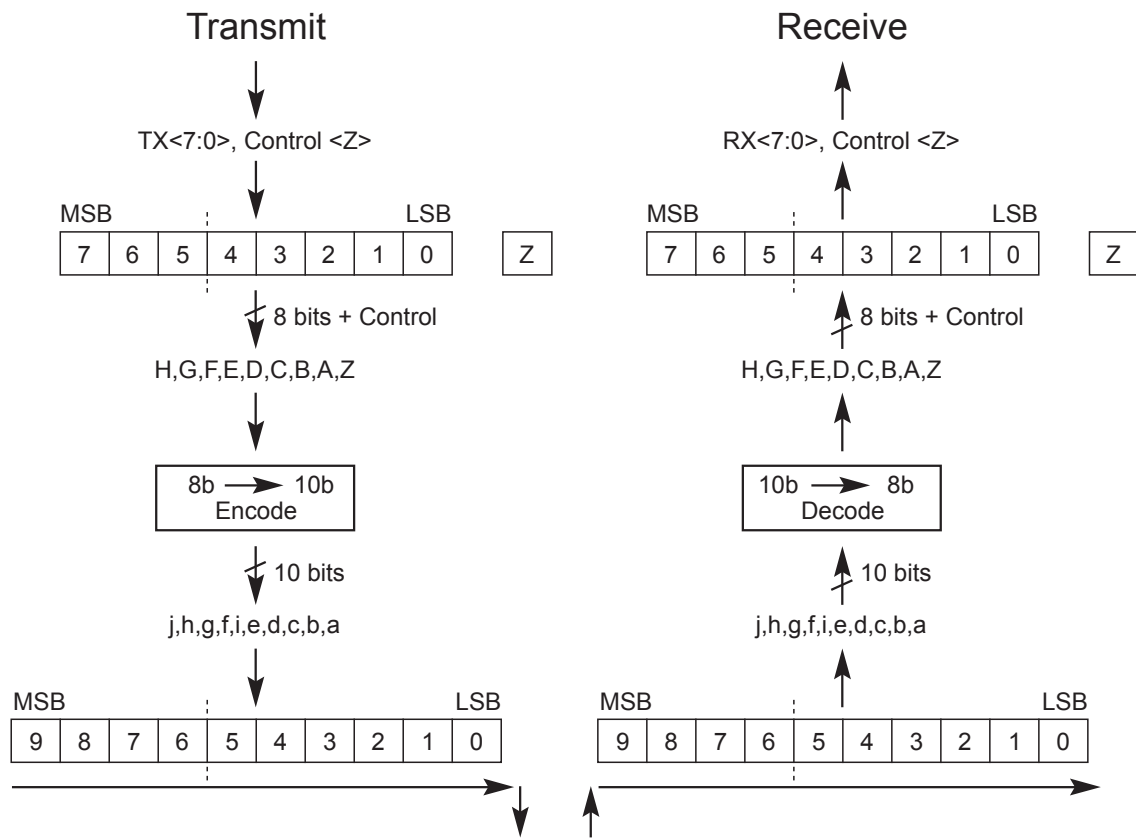 Transmit
TX<7:0>, Control <Z>
MSB LSB
7 6 5 4 3 2 1 0 Z
8 bits + Control
H,G,F,E,D,C,B,A,Z
8b 10b
Encode
10 bits
j,h,g,f,i,e,d,c,b,a
MSB LSB
9 8 7 6 5 4 3 2 1 0
Receive
RX<7:0>, Control <Z>
MSB LSB
7 6 5 4 3 2 1 0 Z
8 bits + Control
H,G,F,E,D,C,B,A,Z
10b 8b
Decode
10 bits
j,h,g,f,i,e,d,c,b,a
MSB LSB
9 8 7 6 5 4 3 2 1 0